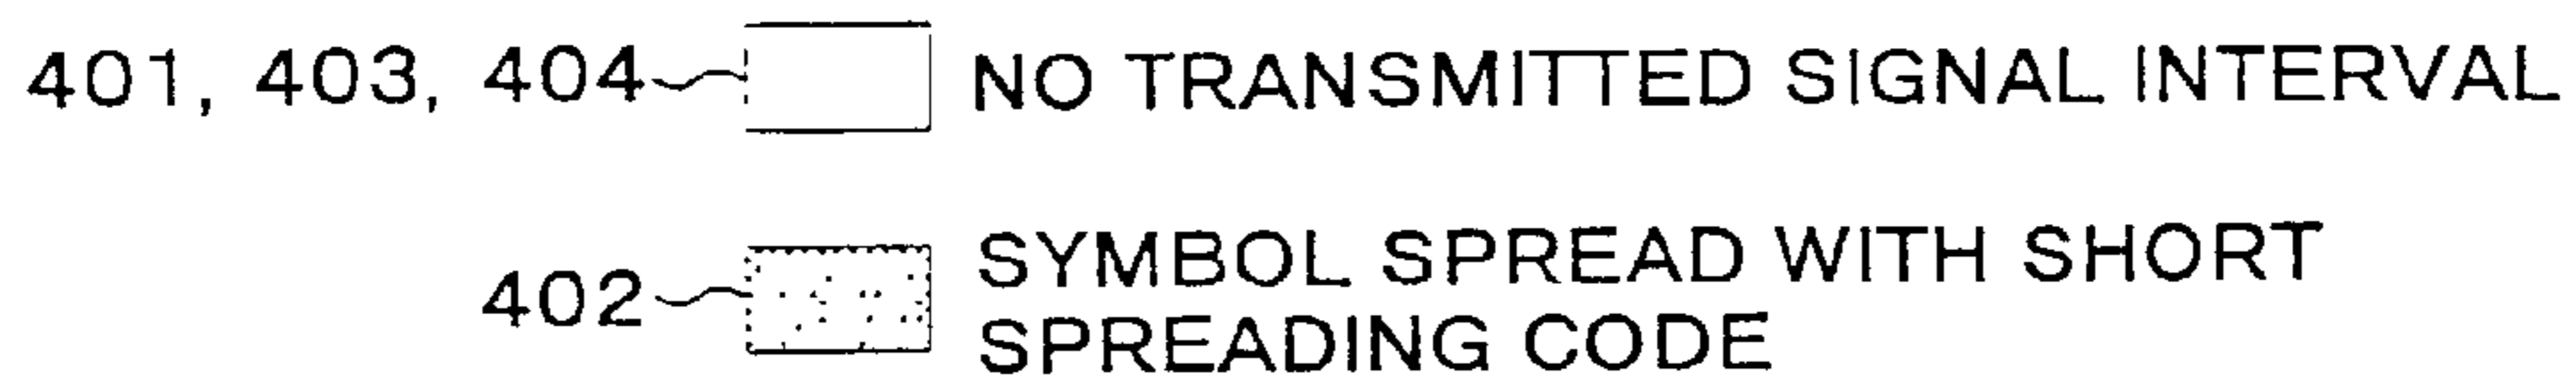 401, 403, 404 NO TRANSMITTED SIGNAL INTERVAL
402 SYMBOL SPREAD WITH SHORT
SPREADING CODE